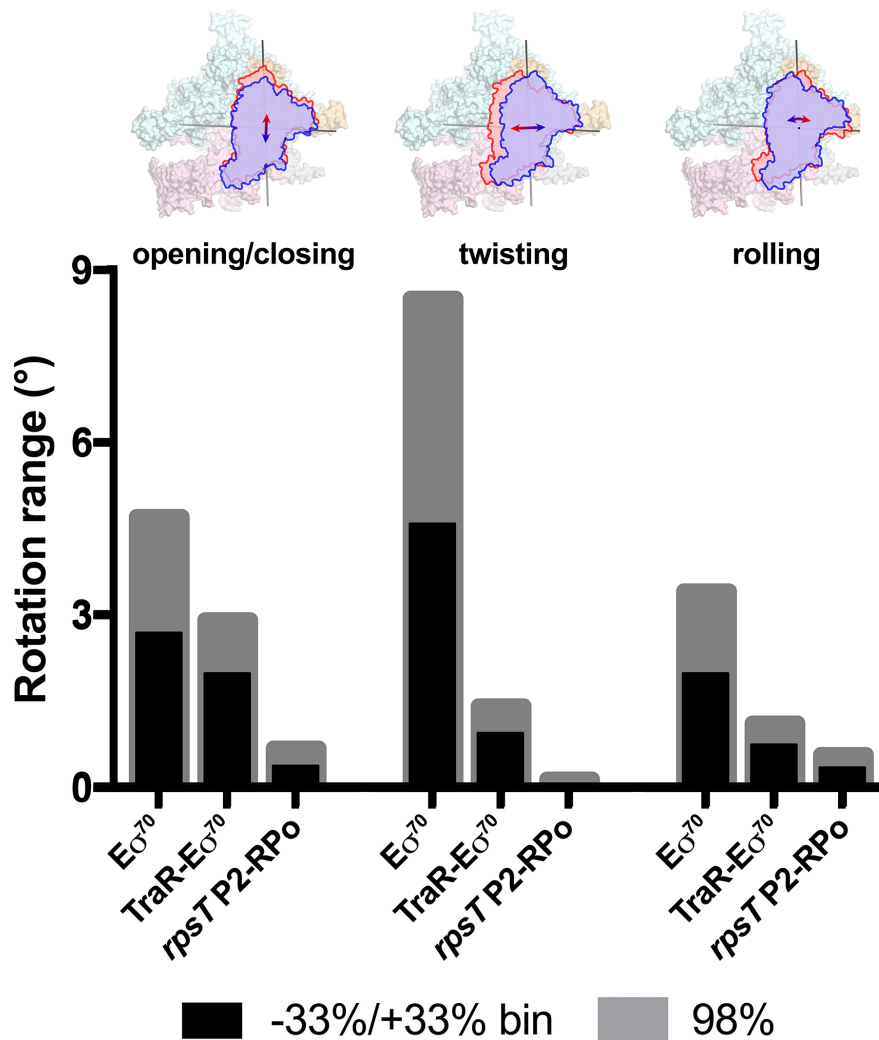 opening/closing twisting rolling
Rotation range (°)
9
6
3
0
Eσ⁷⁰
TraR-Eσ⁷⁰
rpsT P2-RPo
Eσ⁷⁰
TraR-Eσ⁷⁰
rpsT P2-RPo
Eσ⁷⁰
TraR-Eσ⁷⁰
rpsT P2-RPo
-33%/+33% bin 98%